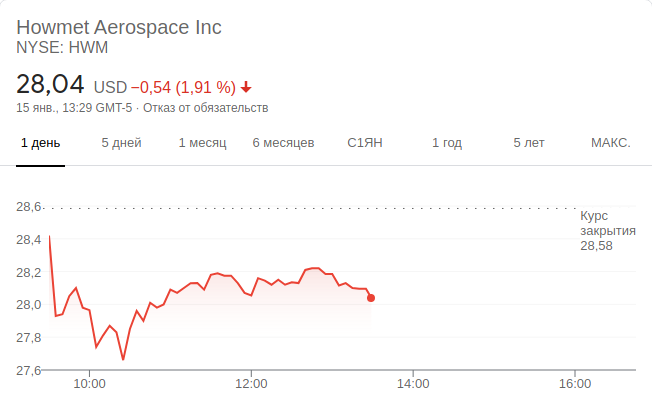 Howmet Aerospace Inc
NYSE: HWM
28,04 USD −0,54 (1,91 %)
15 янв., 13:29 GMT-5 · Отказ от обязательств
1 день 5 дней 1 месяц 6 месяцев С1ЯН 1 год 5 лет МАКС.
28,6
Курс
закрытия
28,58
28,4
28,2
28,0
27,8
27,6
10:00 12:00 14:00 16:00